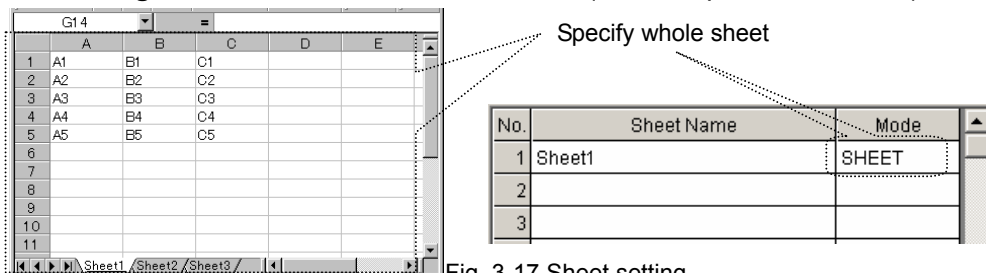 G14 =
Specify whole sheet
A B C D E
1 A1 B1 C1
2 A2 B2 C2
3 A3 B3 C3
4 A4 B4 C4
5 A5 B5 C5
6
7
8
9
10
11
Sheet1 Sheet2 Sheet3
No. Sheet Name Mode
1 Sheet1 SHEET
2
3
Fig. 3-17 Sheet setting